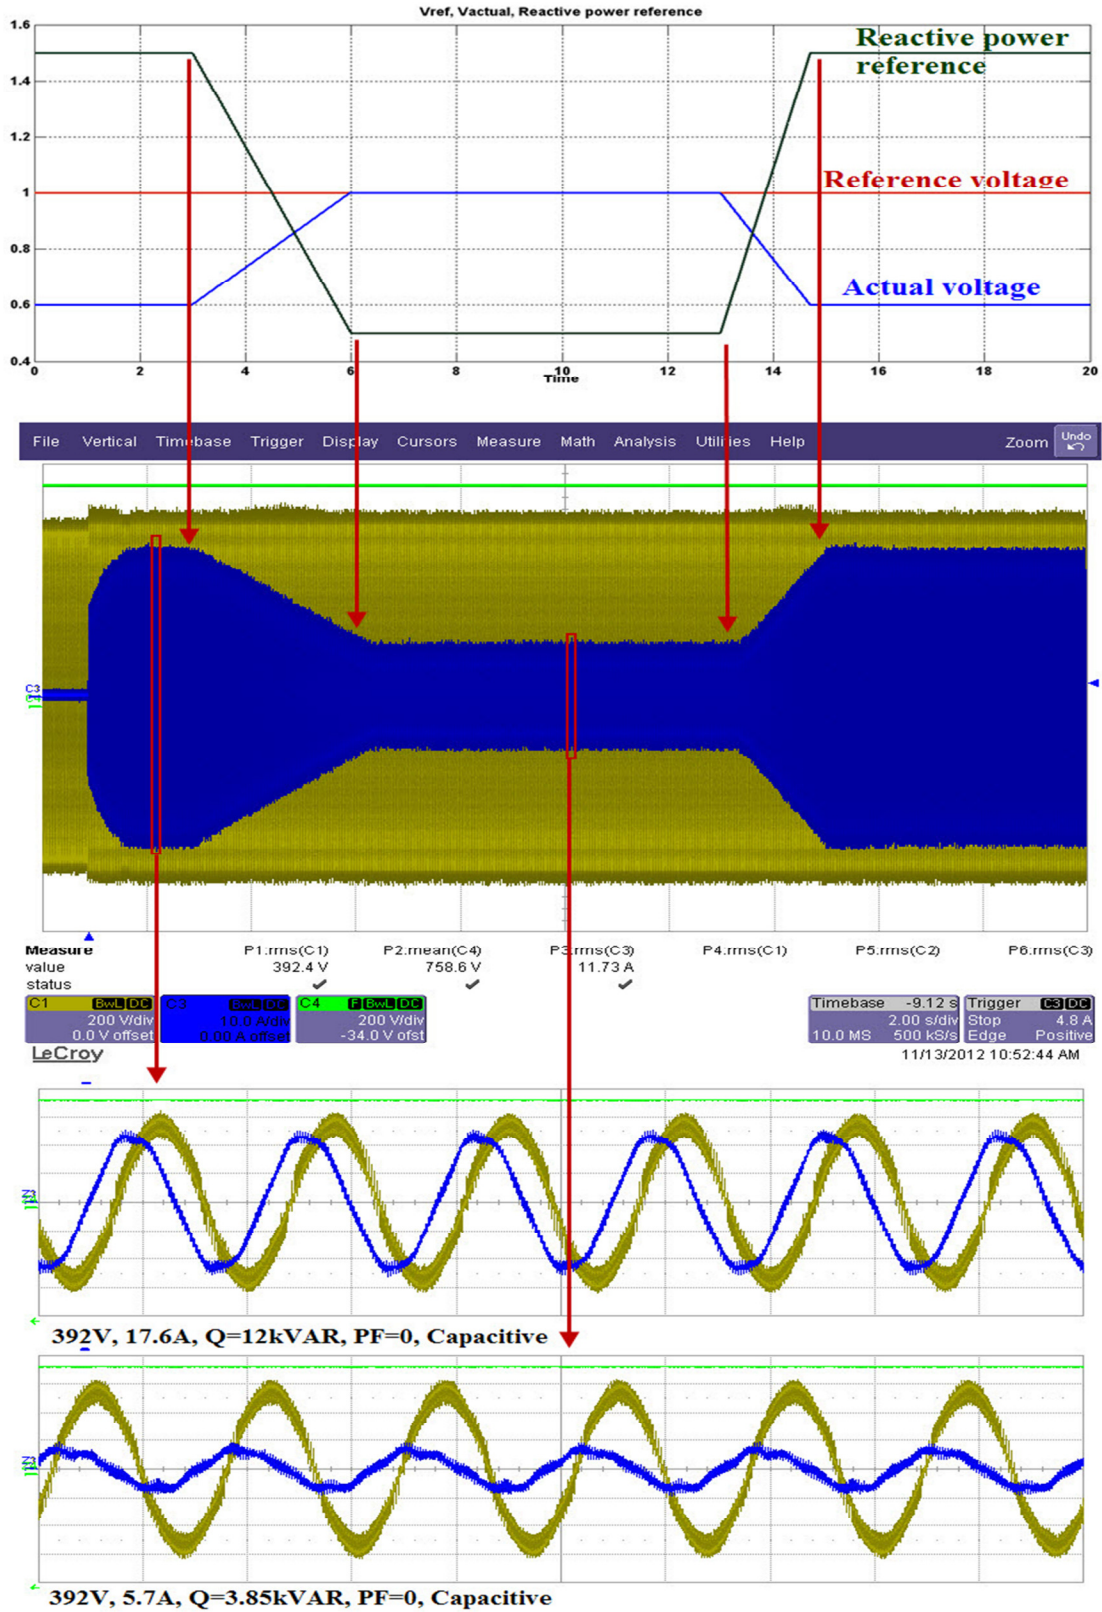 Vref, Vactual, Reactive power reference
1.6
1.4
1.2
1
0.8
0.6
0.4
Reactive power
reference
Reference voltage
Actual voltage
0 2 4 6 8 10 12 14 16 18 20
Time
File Vertical Timebase Trigger Display Cursors Measure Math Analysis Utilities Help Zoom Undo
C3
Measure P1:rms(C1) P2:mean(C4) P3:rms(C3) P4:rms(C1) P5:rms(C2) P6:rms(C3)
value 392.4 V 758.6 V 11.73 A
status
C1 BwL DC C3 BwL DC C4 F BwL DC Timebase -9.12 s Trigger C3 DC
200 V/div 10.0 A/div 200 V/div 2.00 s/div Stop 4.8 A
0.0 V offset 0.00 A offset -34.0 V ofst 10.0 MS 500 kS/s Edge Positive
LeCroy 11/13/2012 10:52:44 AM
Z3
392V, 17.6A, Q=12kVAR, PF=0, Capacitive
Z3
392V, 5.7A, Q=3.85kVAR, PF=0, Capacitive